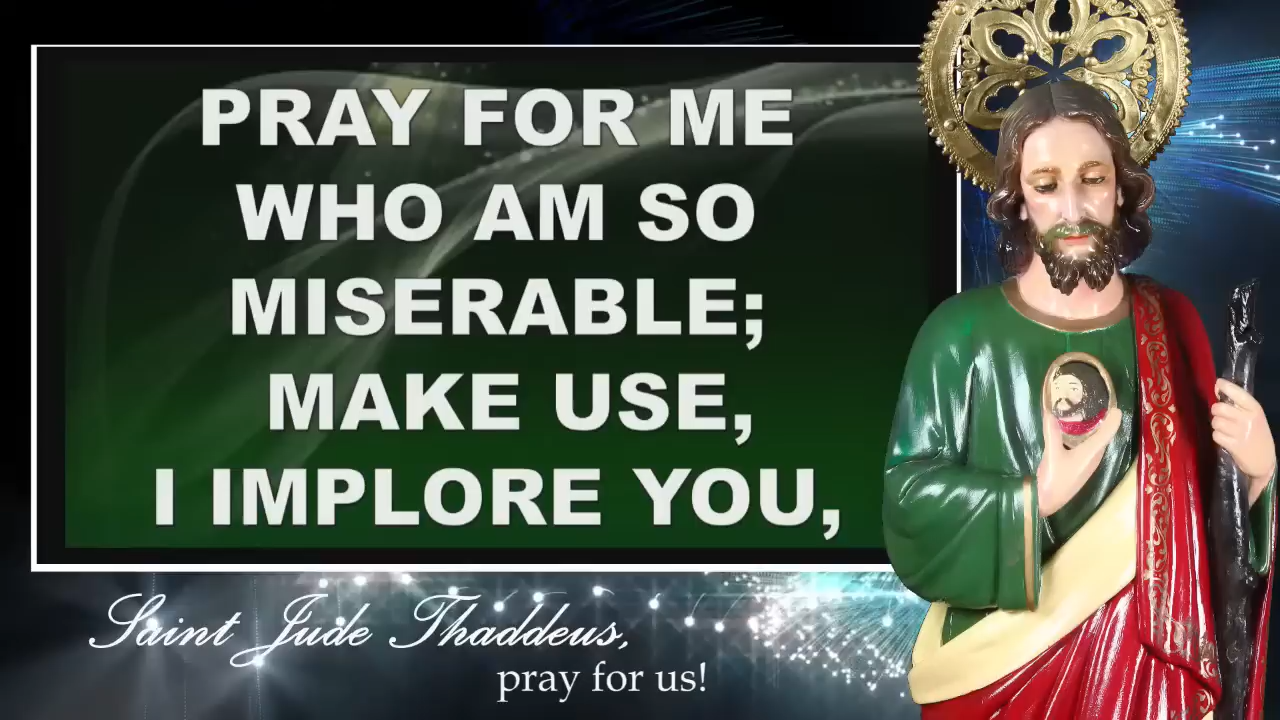 PRAY FOR ME
WHO AM SO
MISERABLE;
MAKE USE,
I IMPLORE YOU,
Saint Jude Thaddeus,
pray for us!